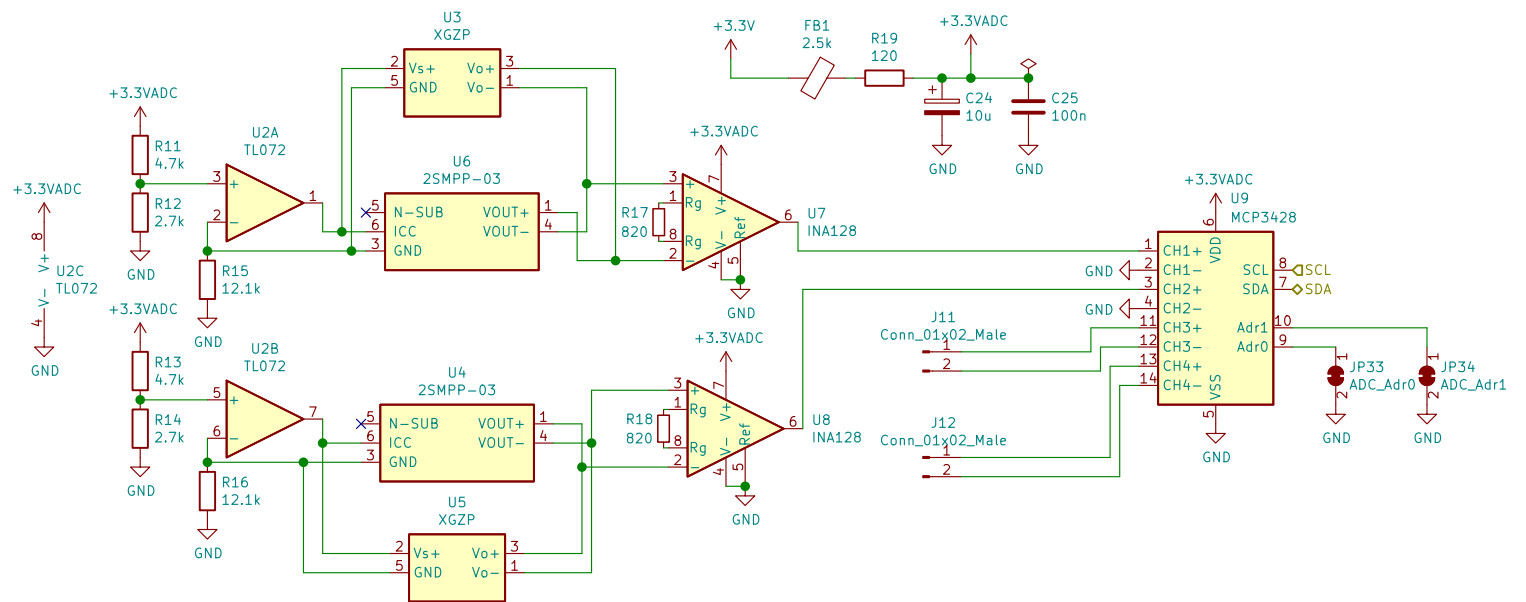 U3
XGZP
2
Vs+
Vo+
3
5
GND
Vo-
1
+3.3V
FB1
2.5k
R19
120
+3.3VADC
C24
10u
C25
100n
GND
GND
+3.3VADC
R11
4.7k
R12
2.7k
GND
U2A
TL072
3
+
2
-
1
R15
12.1k
GND
U6
2SMPP-03
5
N-SUB
6
ICC
3
GND
VOUT+
1
VOUT-
4
+3.3VADC
7
V+
3
+
1
Rg
R17
820
8
Rg
2
-
V-
4
Ref
5
6
U7
INA128
GND
+3.3VADC
8
V+
U2C
TL072
V-
4
GND
+3.3VADC
R13
4.7k
R14
2.7k
GND
U2B
TL072
5
+
6
-
7
R16
12.1k
GND
U4
2SMPP-03
5
N-SUB
6
ICC
3
GND
VOUT+
1
VOUT-
4
U5
XGZP
2
Vs+
Vo+
3
5
GND
Vo-
1
+3.3VADC
7
V+
3
+
1
Rg
R18
820
8
Rg
2
-
V-
4
Ref
5
6
U8
INA128
GND
+3.3VADC
U9
MCP3428
6
VDD
1
CH1+
GND
2
CH1-
3
CH2+
GND
4
CH2-
11
CH3+
12
CH3-
13
CH4+
14
CH4-
SCL
8
SCL
SDA
7
SDA
Adr1
10
Adr0
9
VSS
5
GND
J11
Conn_01x02_Male
1
2
J12
Conn_01x02_Male
1
2
1
JP33
ADC_Adr0
2
GND
1
JP34
ADC_Adr1
2
GND
+